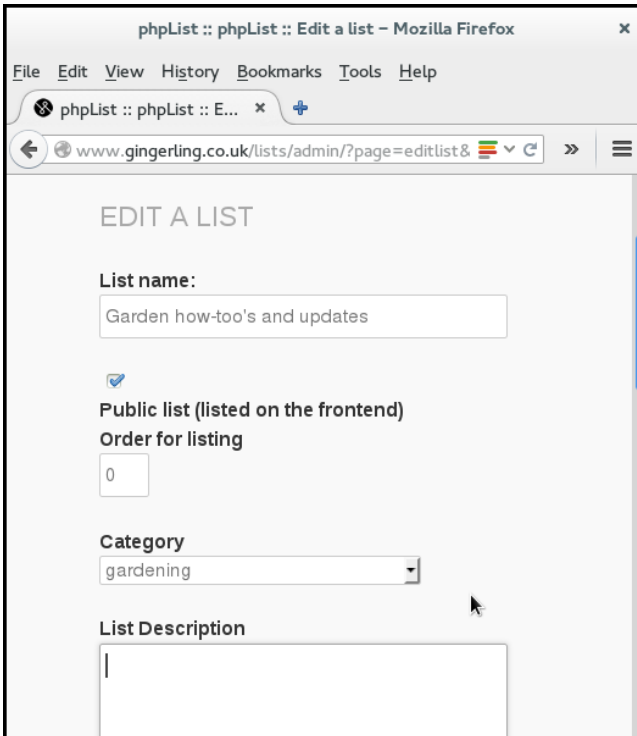 phpList :: phpList :: Edit a list – Mozilla Firefox
File Edit View History Bookmarks Tools Help
phpList :: phpList :: E...
www.gingerling.co.uk/lists/admin/?page=editlist&
EDIT A LIST
List name:
Garden how-too's and updates
Public list (listed on the frontend)
Order for listing
0
Category
gardening
List Description